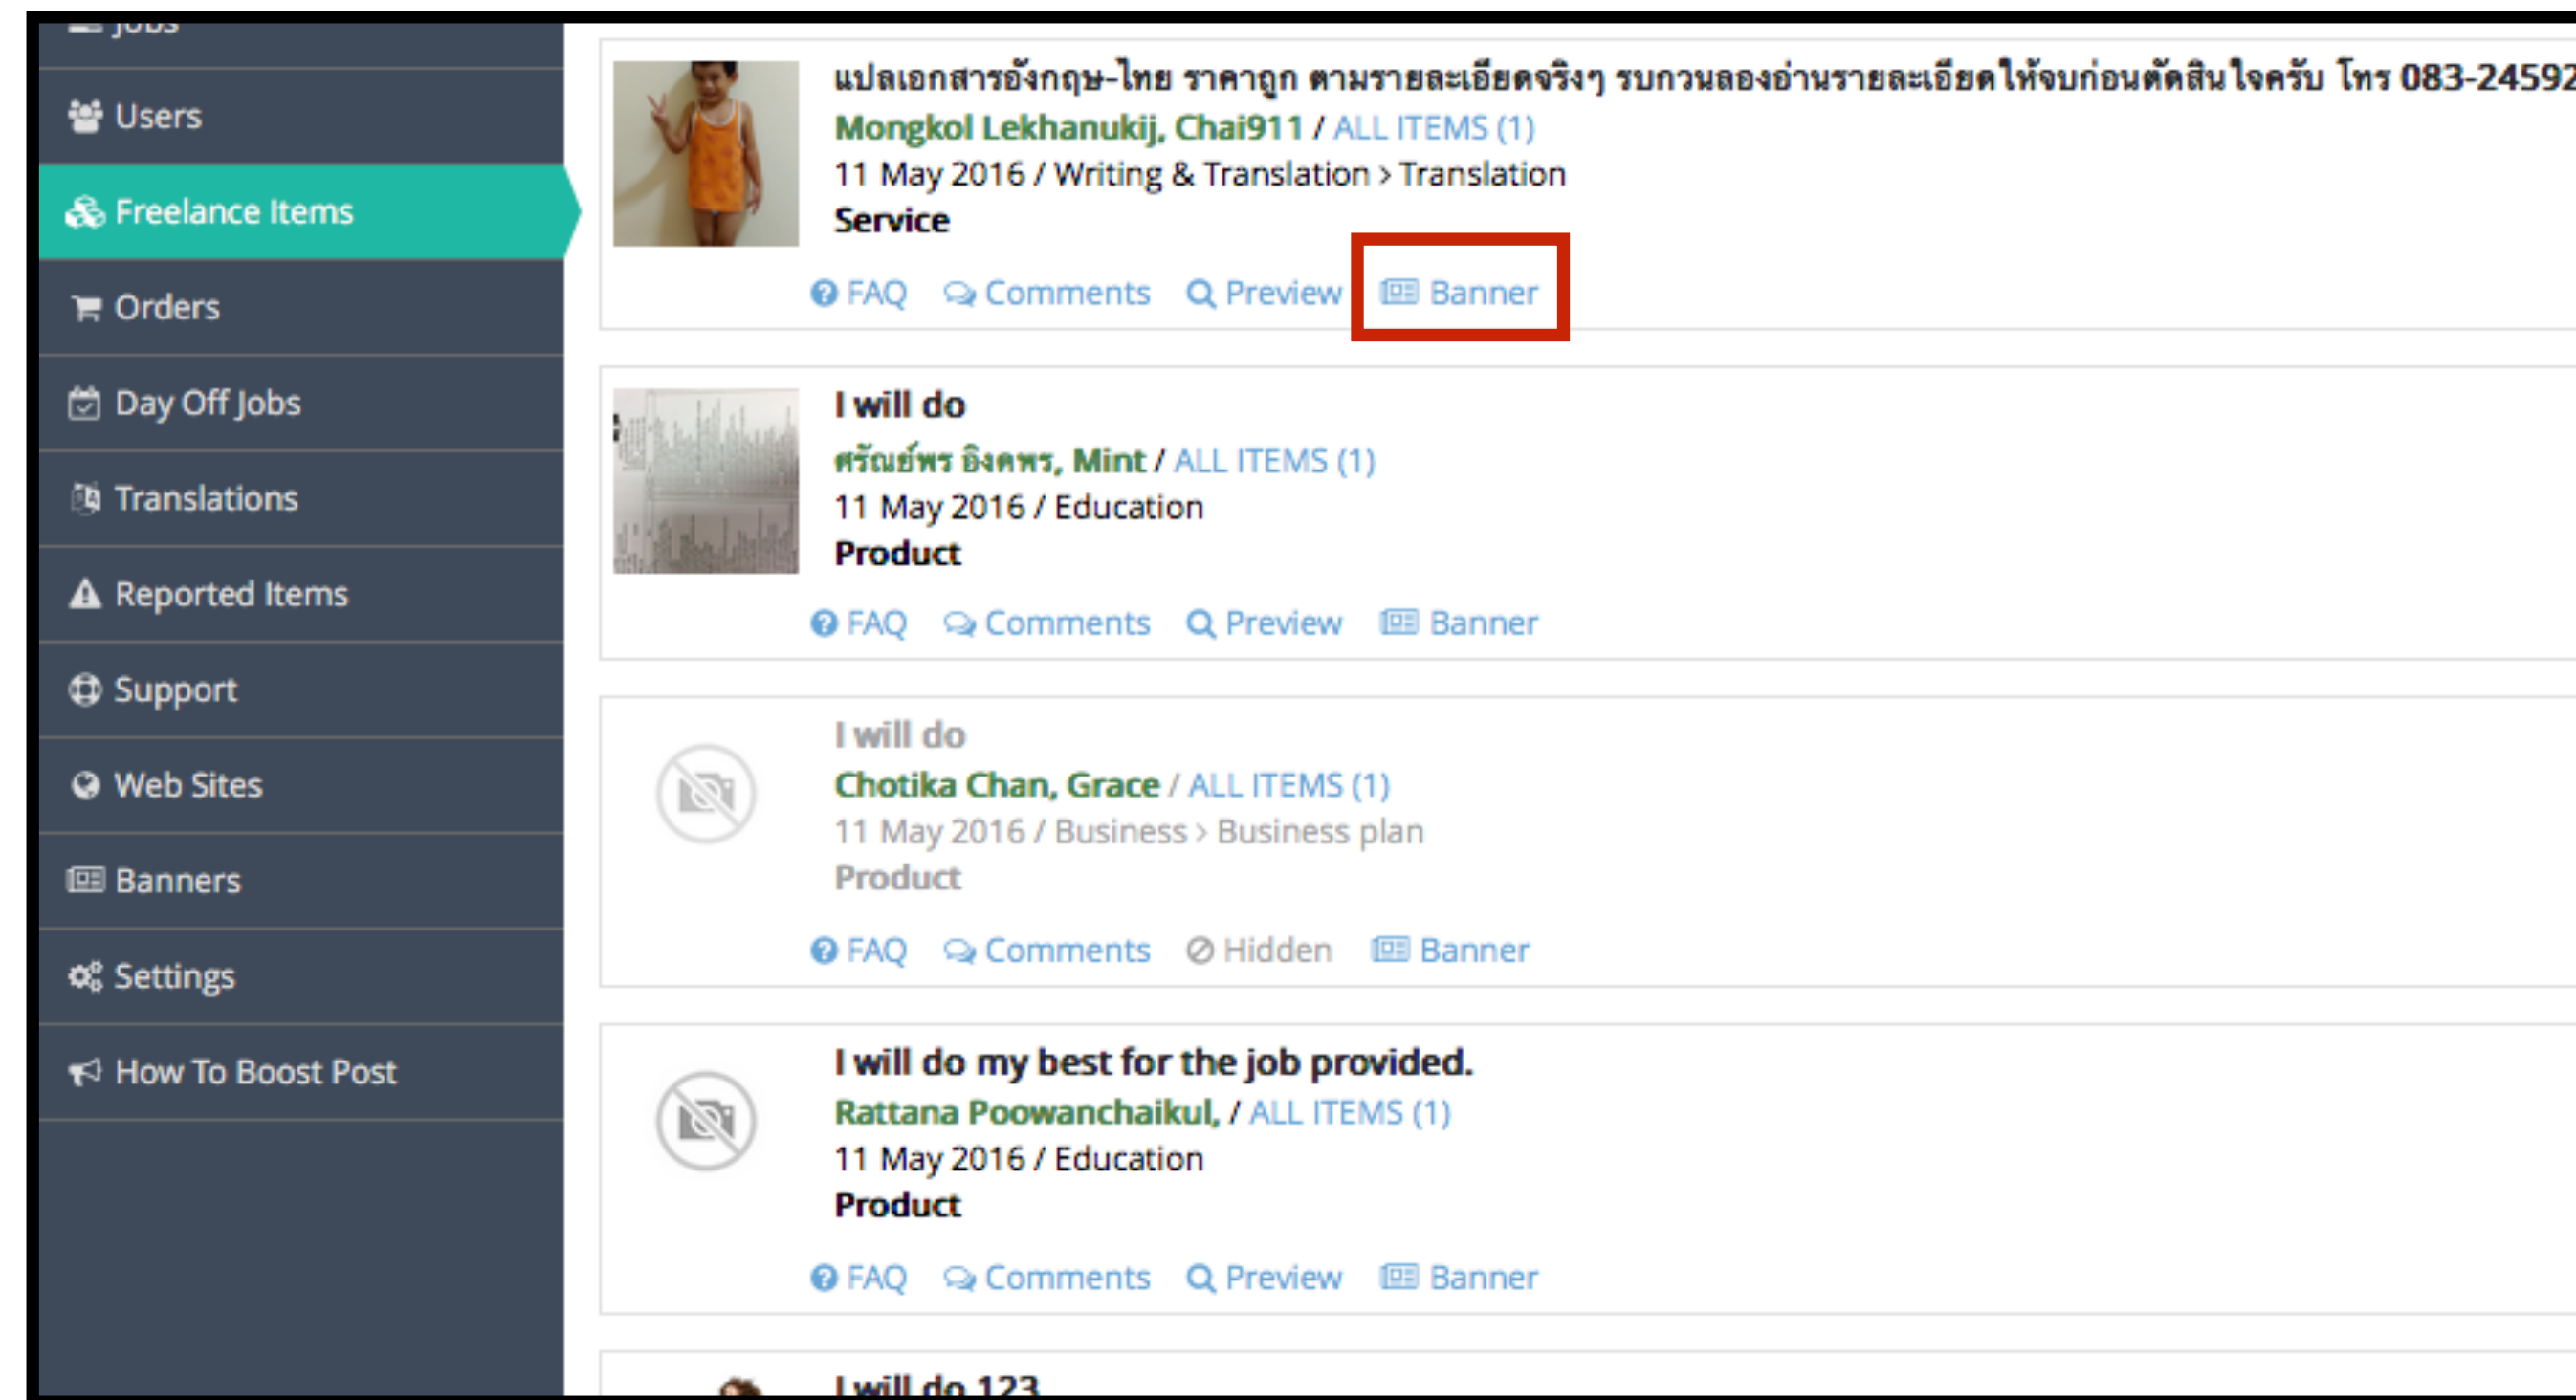 Jobs
Users
Freelance Items
Orders
Day Off Jobs
Translations
Reported Items
Support
Web Sites
Banners
Settings
How To Boost Post
แปลเอกสารอังกฤษ-ไทย ราคาถูก ตามรายละเอียดจริงๆ รบกวนลองอ่านรายละเอียดให้จบก่อนตัดสินใจครับ โทร 083-24592
Mongkol Lekhanukij, Chai911 / ALL ITEMS (1)
11 May 2016 / Writing & Translation > Translation
Service
FAQ Comments Preview Banner
I will do
ศรัณย์พร อิงคพร, Mint / ALL ITEMS (1)
11 May 2016 / Education
Product
FAQ Comments Preview Banner
I will do
Chotika Chan, Grace / ALL ITEMS (1)
11 May 2016 / Business > Business plan
Product
FAQ Comments Hidden Banner
I will do my best for the job provided.
Rattana Poowanchaikul, / ALL ITEMS (1)
11 May 2016 / Education
Product
FAQ Comments Preview Banner
I will do 123